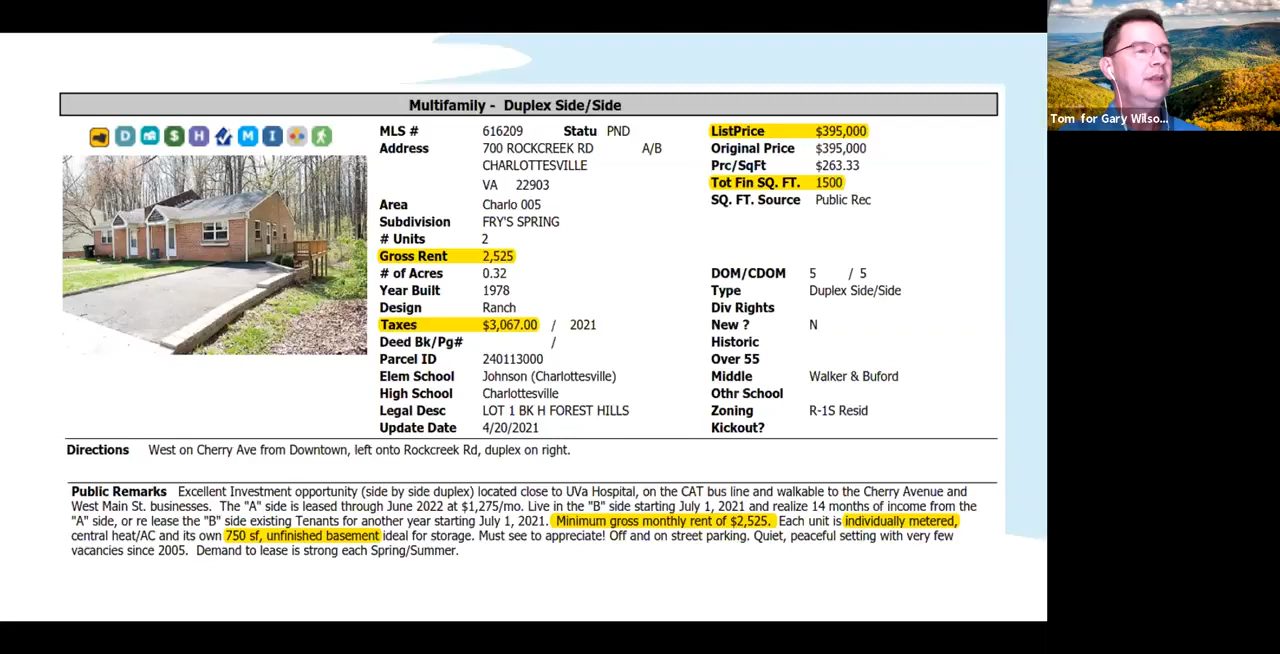 Multifamily - Duplex Side/Side
D $ H M I
MLS # 616209 Statu PND ListPrice $395,000
Address 700 ROCKCREEK RD A/B Original Price $395,000
CHARLOTTESVILLE Prc/SqFt $263.33
VA 22903 Tot Fin SQ. FT. 1500
SQ. FT. Source Public Rec
Area Charlo 005
Subdivision FRY'S SPRING
# Units 2
Gross Rent 2,525
# of Acres 0.32 DOM/CDOM 5 / 5
Year Built 1978 Type Duplex Side/Side
Design Ranch Div Rights
Taxes $3,067.00 / 2021 New ? N
Deed Bk/Pg# / Historic
Parcel ID 240113000 Over 55
Elem School Johnson (Charlottesville) Middle Walker & Buford
High School Charlottesville Othr School
Legal Desc LOT 1 BK H FOREST HILLS Zoning R-1S Resid
Update Date 4/20/2021 Kickout?
Directions West on Cherry Ave from Downtown, left onto Rockcreek Rd, duplex on right.
Public Remarks Excellent Investment opportunity (side by side duplex) located close to UVa Hospital, on the CAT bus line and walkable to the Cherry Avenue and
West Main St. businesses. The "A" side is leased through June 2022 at $1,275/mo. Live in the "B" side starting July 1, 2021 and realize 14 months of income from the
"A" side, or re lease the "B" side existing Tenants for another year starting July 1, 2021. Minimum gross monthly rent of $2,525. Each unit is individually metered,
central heat/AC and its own 750 sf, unfinished basement ideal for storage. Must see to appreciate! Off and on street parking. Quiet, peaceful setting with very few
vacancies since 2005. Demand to lease is strong each Spring/Summer.
Tom for Gary Wilso...